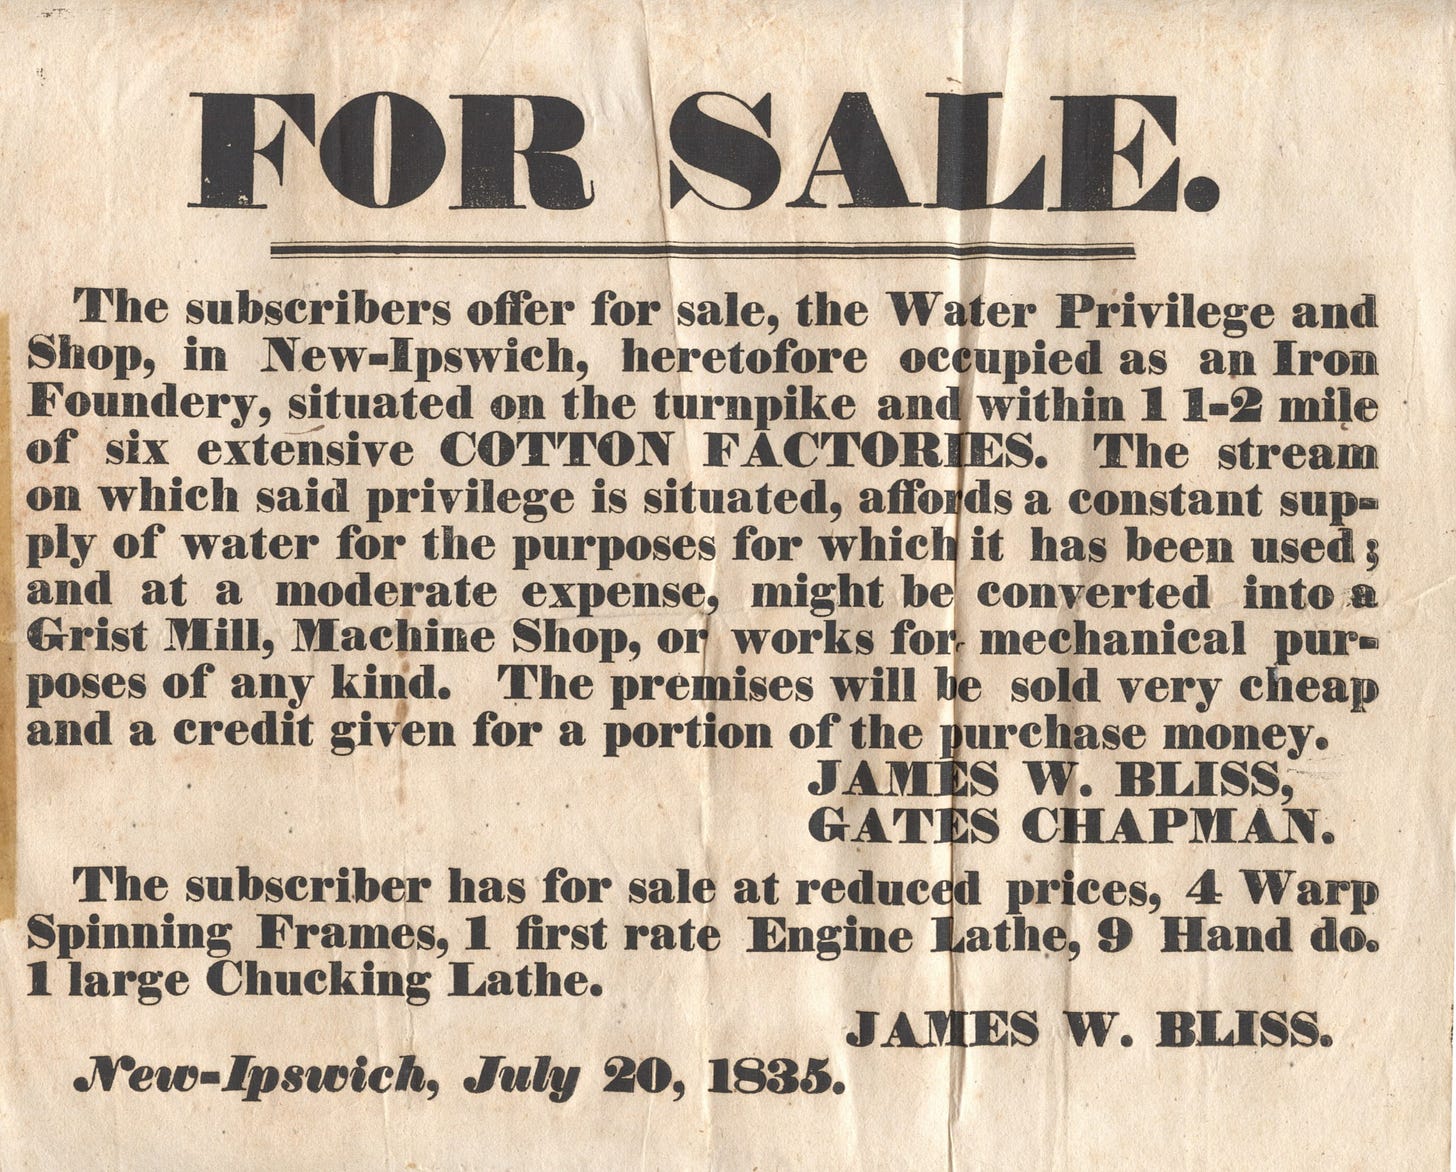 FOR SALE.
The subscribers offer for sale, the Water Privilege and
Shop, in New-Ipswich, heretofore occupied as an Iron
Foundery, situated on the turnpike and within 1 1-2 mile
of six extensive COTTON FACTORIES. The stream
on which said privilege is situated, affords a constant sup-
ply of water for the purposes for which it has been used;
and at a moderate expense, might be converted into a
Grist Mill, Machine Shop, or works for mechanical pur-
poses of any kind. The premises will be sold very cheap
and a credit given for a portion of the purchase money.
JAMES W. BLISS,
GATES CHAPMAN.
The subscriber has for sale at reduced prices, 4 Warp
Spinning Frames, 1 first rate Engine Lathe, 9 Hand do.
1 large Chucking Lathe.
JAMES W. BLISS.
New-Ipswich, July 20, 1835.